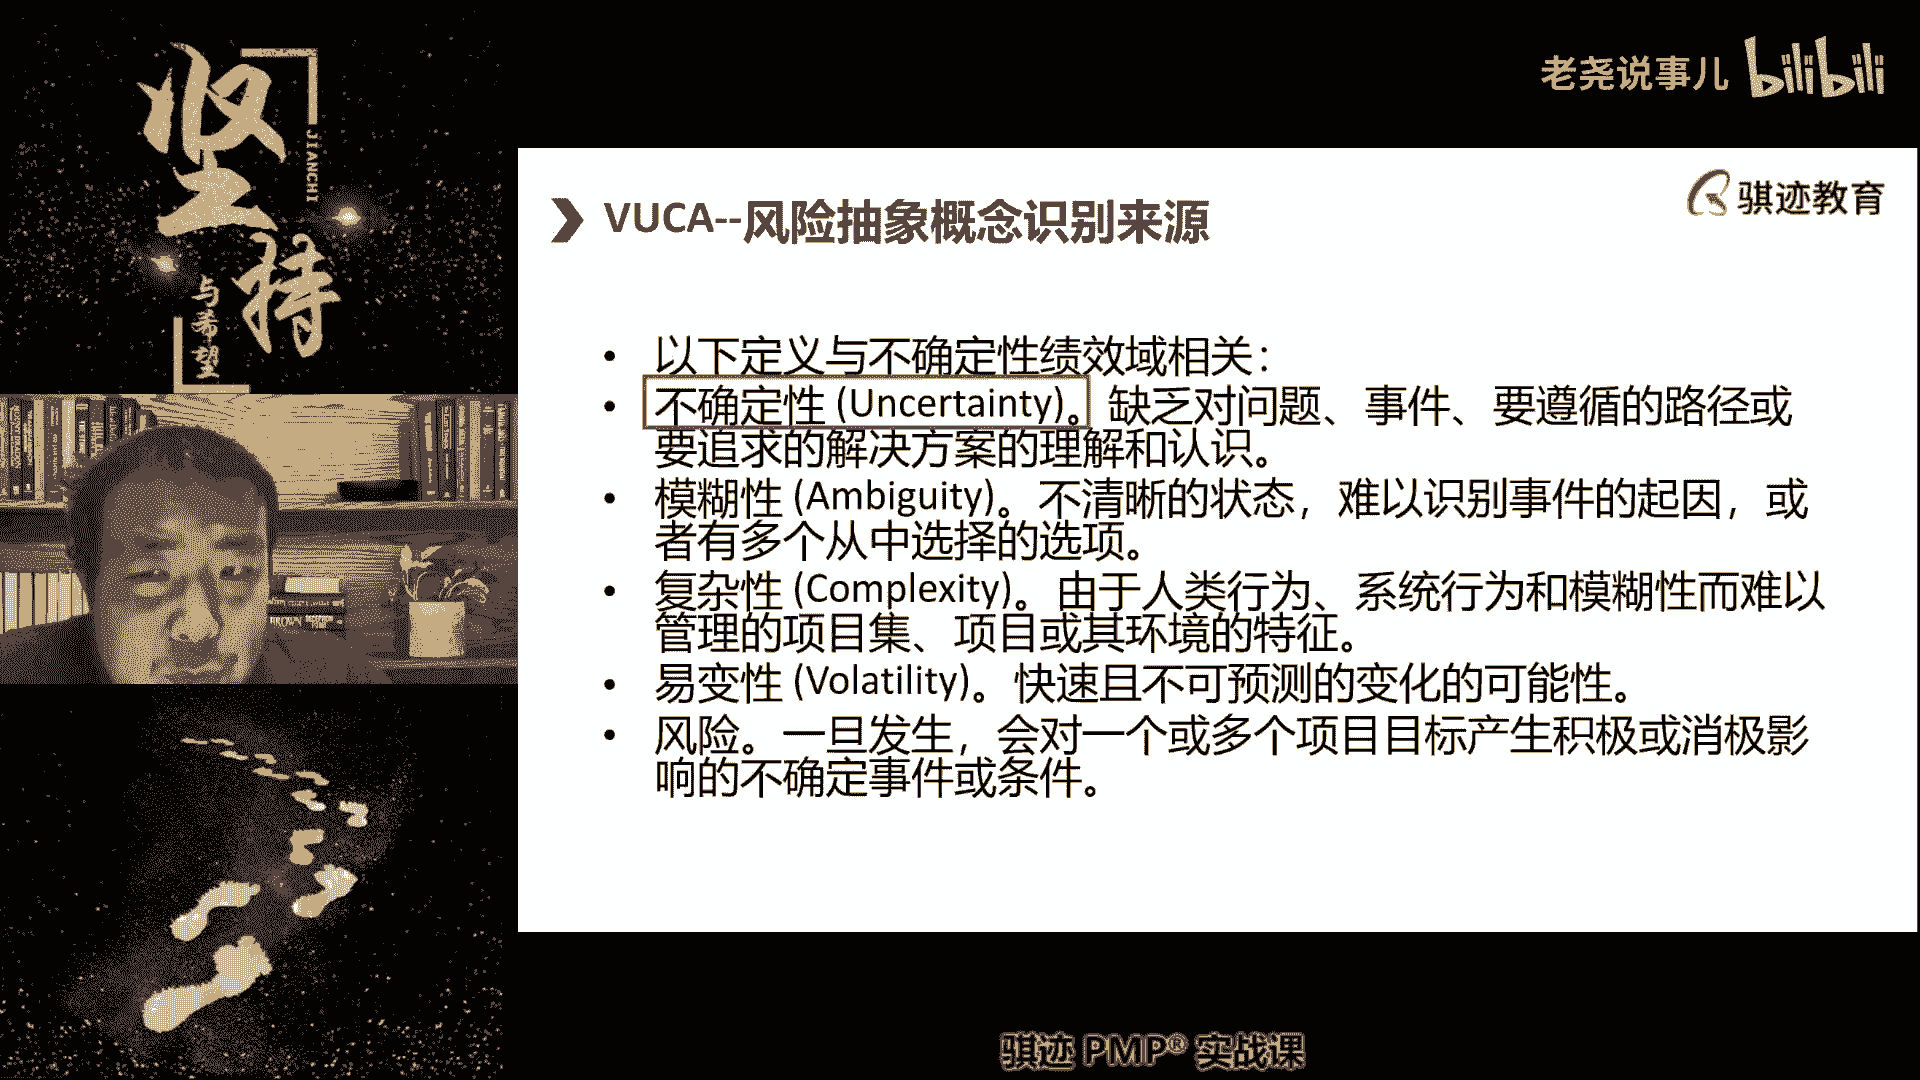 坚持
JIANCHI
与希望
老尧说事儿 bilibili
骐迹教育
VUCA--风险抽象概念识别来源
• 以下定义与不确定性绩效域相关：
• 不确定性 (Uncertainty)。缺乏对问题、事件、要遵循的路径或
要追求的解决方案的理解和认识。
• 模糊性 (Ambiguity)。不清晰的状态，难以识别事件的起因，或
者有多个从中选择的选项。
• 复杂性 (Complexity)。由于人类行为、系统行为和模糊性而难以
管理的项目集、项目或其环境的特征。
• 易变性 (Volatility)。快速且不可预测的变化的可能性。
• 风险。一旦发生，会对一个或多个项目目标产生积极或消极影
响的不确定事件或条件。
骐迹 PMP® 实战课